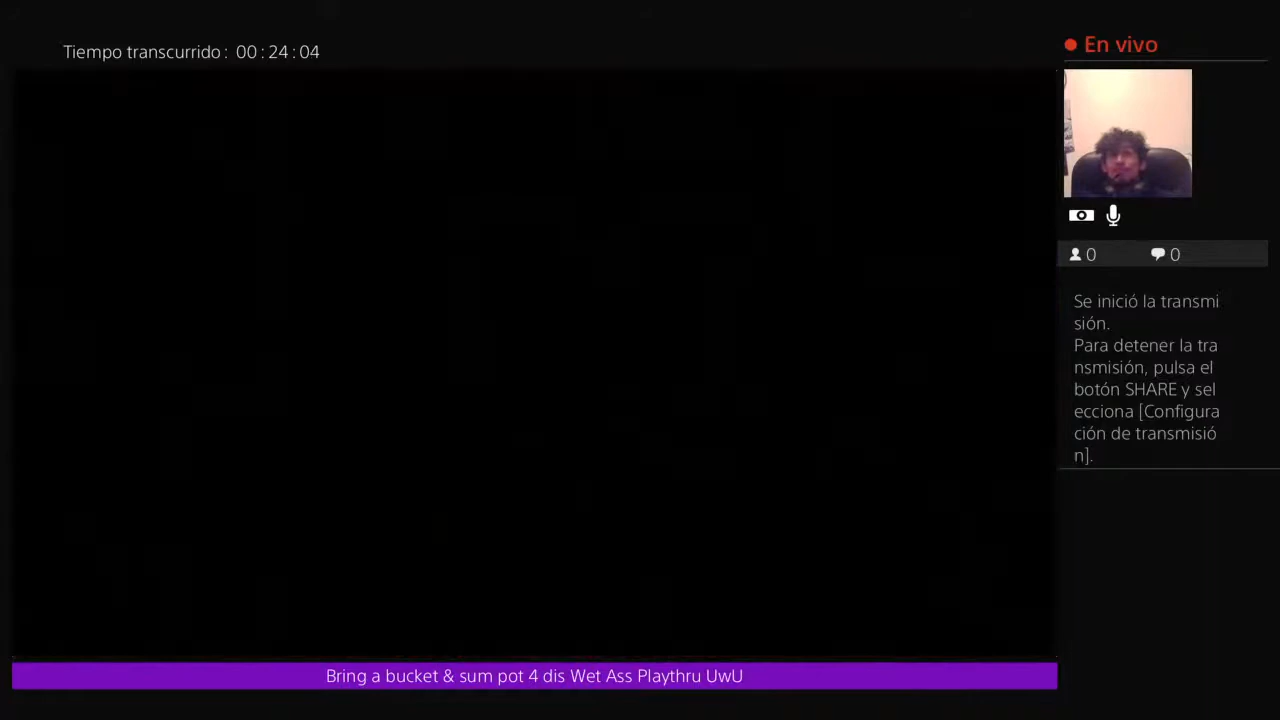 Tiempo transcurrido : 00 : 24 : 04
En vivo
0 0
Se inició la transmi
sión.
Para detener la tra
nsmisión, pulsa el
botón SHARE y sel
ecciona [Configura
ción de transmisió
n].
Bring a bucket & sum pot 4 dis Wet Ass Playthru UwU